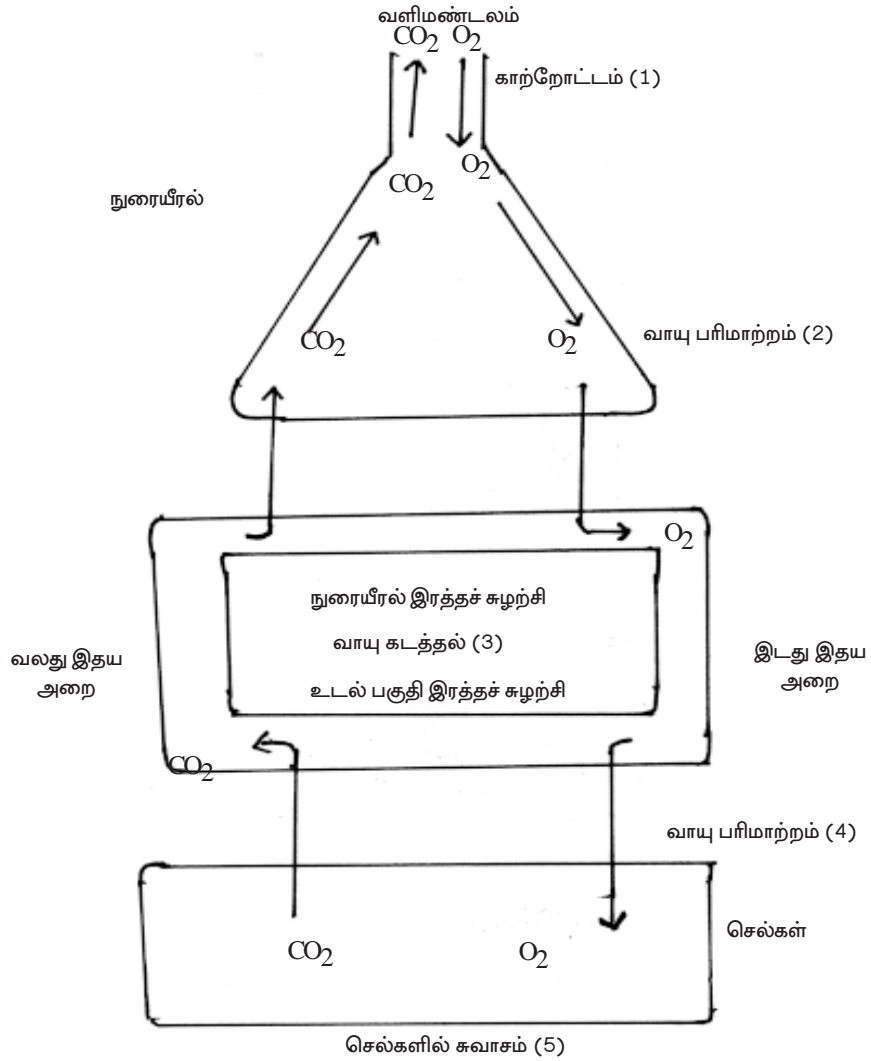 வளிமண்டலம்
CO2 O2
காற்றோட்டம் (1)
CO2 O2
நுரையீரல்
CO2 O2
வாயு பரிமாற்றம் (2)
O2
நுரையீரல் இரத்தச் சுழற்சி
வாயு கடத்தல் (3)
உடல் பகுதி இரத்தச் சுழற்சி
வலது இதய
அறை
இடது இதய
அறை
CO2
வாயு பரிமாற்றம் (4)
செல்கள்
CO2 O2
செல்களில் சுவாசம் (5)